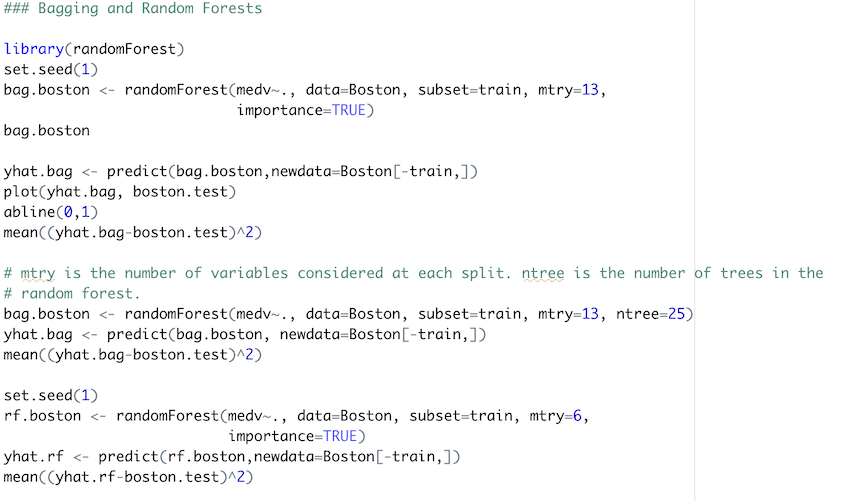 ### Bagging and Random Forests
library(randomForest)
set.seed(1)
bag.boston <- randomForest(medv~., data=Boston, subset=train, mtry=13,
importance=TRUE)
bag.boston
yhat.bag <- predict(bag.boston,newdata=Boston[-train,])
plot(yhat.bag, boston.test)
abline(0,1)
mean((yhat.bag-boston.test)^2)
# mtry is the number of variables considered at each split. ntree is the number of trees in the
# random forest.
bag.boston <- randomForest(medv~., data=Boston, subset=train, mtry=13, ntree=25)
yhat.bag <- predict(bag.boston, newdata=Boston[-train,])
mean((yhat.bag-boston.test)^2)
set.seed(1)
rf.boston <- randomForest(medv~., data=Boston, subset=train, mtry=6,
importance=TRUE)
yhat.rf <- predict(rf.boston,newdata=Boston[-train,])
mean((yhat.rf-boston.test)^2)